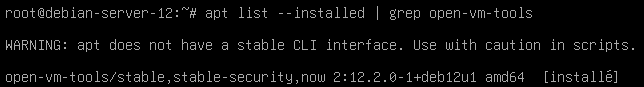 root@debian-server-12:~# apt list --installed | grep open-vm-tools
WARNING: apt does not have a stable CLI interface. Use with caution in scripts.
open-vm-tools/stable,stable-security,now 2:12.2.0-1+deb12u1 amd64  [installé]